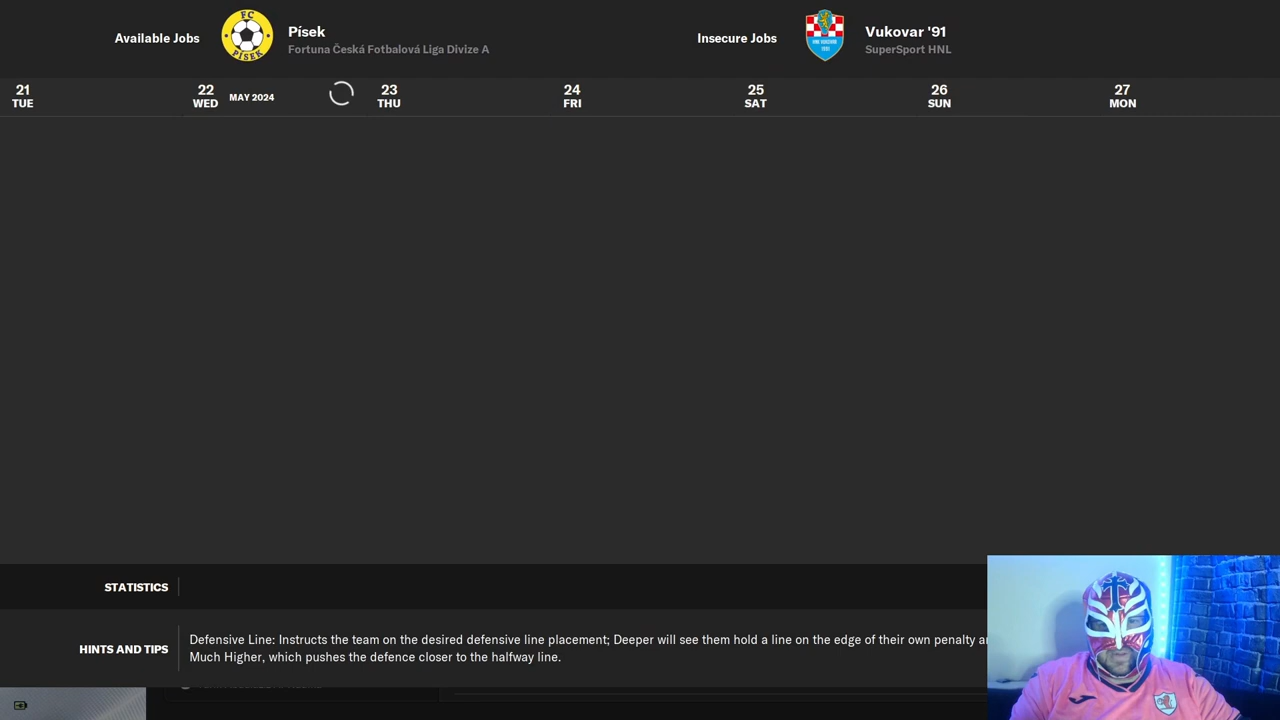 Available Jobs
FC
PÍSEK
Písek
Fortuna Česká Fotbalová Liga Divize A
Insecure Jobs
Vukovar '91
SuperSport HNL
21
TUE
22
WED
MAY 2024
23
THU
24
FRI
25
SAT
26
SUN
27
MON
STATISTICS
HINTS AND TIPS
Defensive Line: Instructs the team on the desired defensive line placement; Deeper will see them hold a line on the edge of their own penalty
Much Higher, which pushes the defence closer to the halfway line.